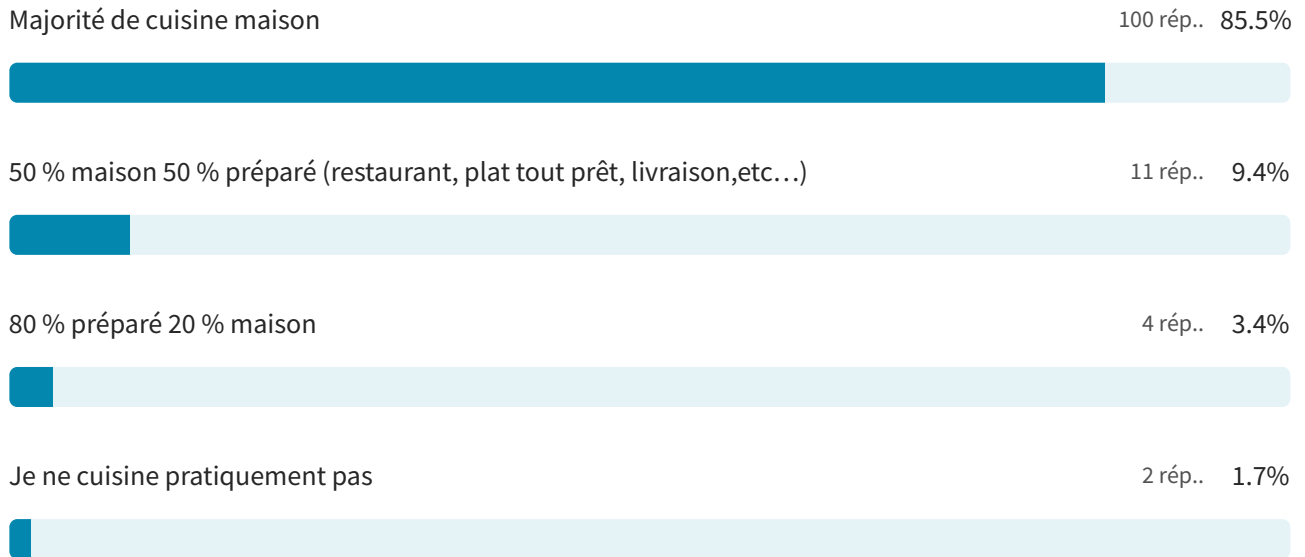 Majorité de cuisine maison 100 rép.. 85.5%
50 % maison 50 % préparé (restaurant, plat tout prêt, livraison,etc…) 11 rép.. 9.4%
80 % préparé 20 % maison 4 rép.. 3.4%
Je ne cuisine pratiquement pas 2 rép.. 1.7%